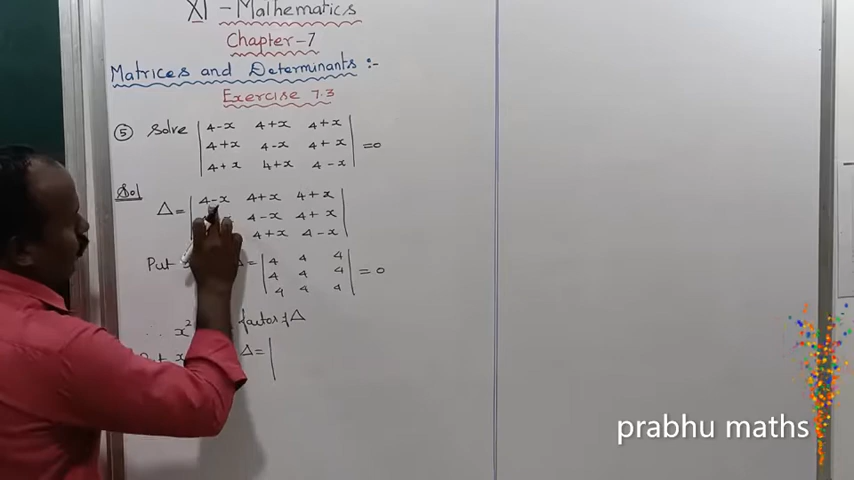 XI - Mathematics
Chapter-7
Matrices and Determinants :-
Exercise 7.3
⑤ Solve | 4-x 4+x 4+x |
| 4+x 4-x 4+x | =0
| 4+x 4+x 4-x |
Sol
Δ= | 4-x 4+x 4+x |
4-x 4+x
4+x 4-x
Put Δ= | 4 4 4 |
| 4 4 4 | = 0
| 4 4 4 |
∴ x² factor of Δ
Put x Δ= |
prabhu maths